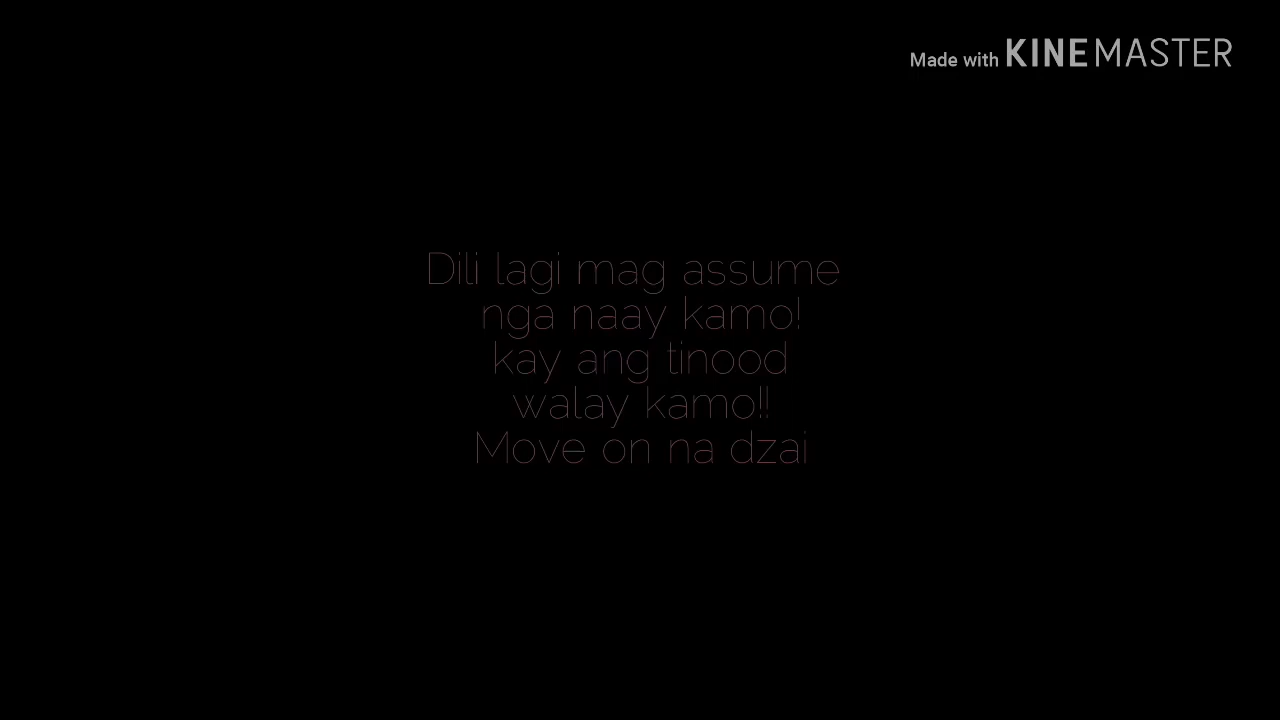 Made with KINEMASTER
Dili lagi mag assume
nga naay kamo!
kay ang tinood
walay kamo!!
Move on na dzai